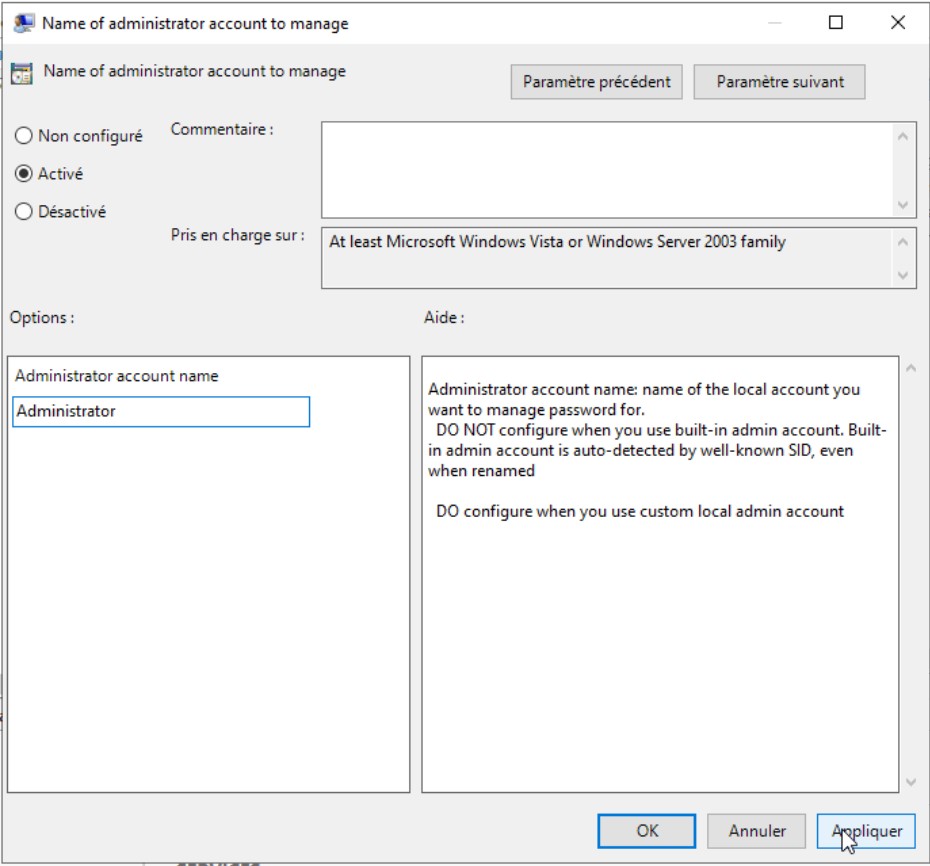 Name of administrator account to manage
Name of administrator account to manage
Paramètre précédent
Paramètre suivant
Non configuré
Commentaire :
Activé
Désactivé
Pris en charge sur :
At least Microsoft Windows Vista or Windows Server 2003 family
Options :
Aide :
Administrator account name
Administrator
Administrator account name: name of the local account you
want to manage password for.
DO NOT configure when you use built-in admin account. Built-
in admin account is auto-detected by well-known SID, even
when renamed
DO configure when you use custom local admin account
OK
Annuler
Appliquer